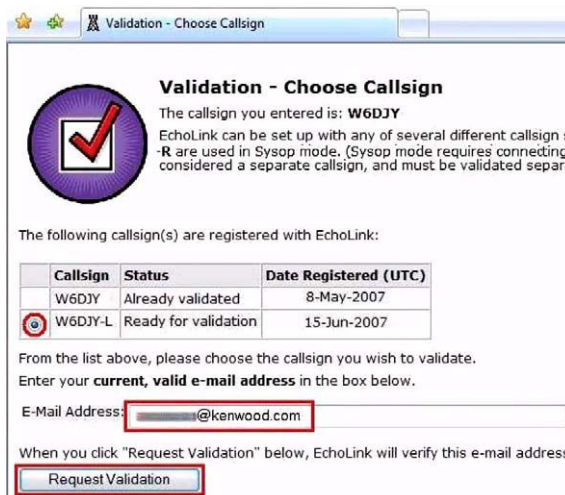 Validation - Choose Callsign
Validation - Choose Callsign
The callsign you entered is: W6DJY
EchoLink can be set up with any of several different callsign
-R are used in Sysop mode. (Sysop mode requires connecting
considered a separate callsign, and must be validated separ
The following callsign(s) are registered with EchoLink:
Callsign Status Date Registered (UTC)
W6DJY Already validated 8-May-2007
W6DJY-L Ready for validation 15-Jun-2007
From the list above, please choose the callsign you wish to validate.
Enter your current, valid e-mail address in the box below.
E-Mail Address: @kenwood.com
When you click "Request Validation" below, EchoLink will verify this e-mail address
Request Validation